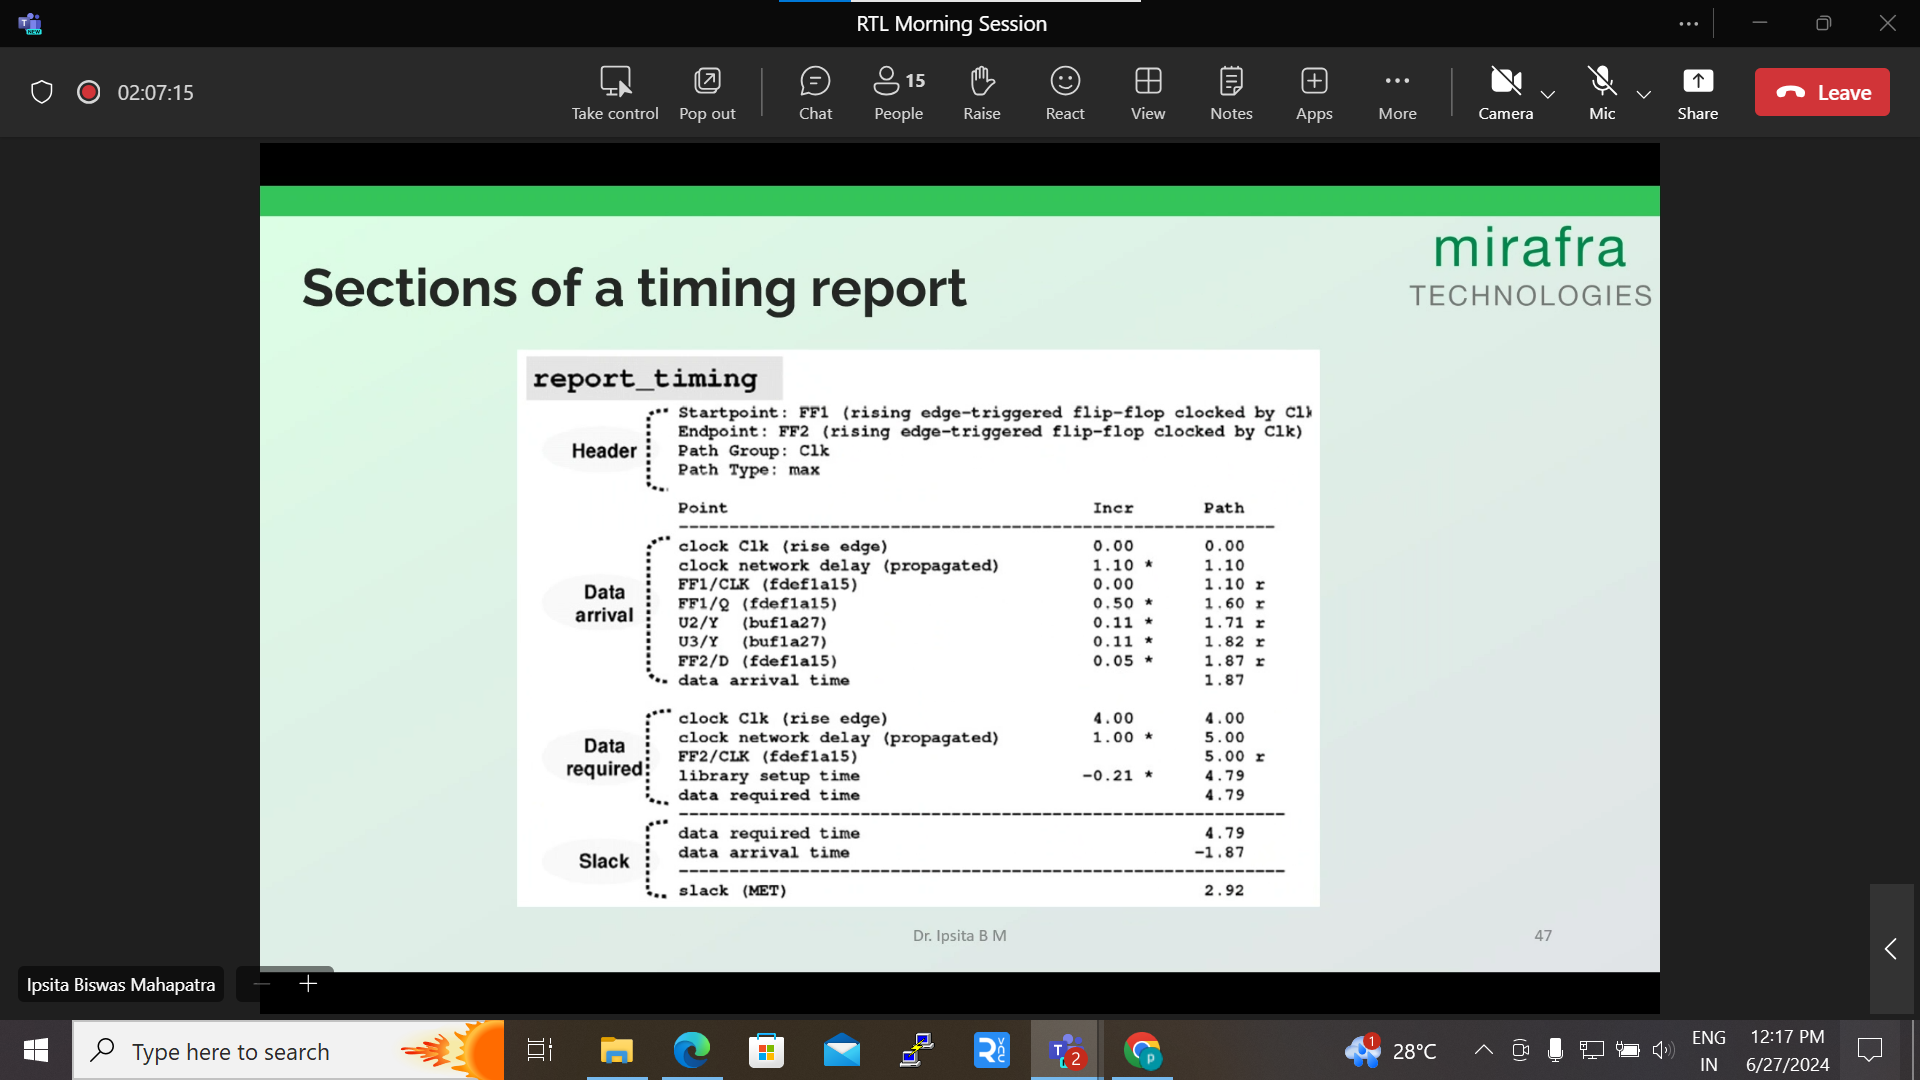 RTL Morning Session
02:07:15
Take control
Pop out
Chat
15
People
Raise
React
View
Notes
Apps
More
Camera
Mic
Share
Leave
mirafra
TECHNOLOGIES
Sections of a timing report
report_timing
Header
Startpoint: FF1 (rising edge-triggered flip-flop clocked by Clk
Endpoint: FF2 (rising edge-triggered flip-flop clocked by Clk)
Path Group: Clk
Path Type: max
Point Incr Path
Data arrival
clock Clk (rise edge) 0.00 0.00
clock network delay (propagated) 1.10 * 1.10
FF1/CLK (fdef1a15) 0.00 1.10 r
FF1/Q (fdef1a15) 0.50 * 1.60 r
U2/Y (buf1a27) 0.11 * 1.71 r
U3/Y (buf1a27) 0.11 * 1.82 r
FF2/D (fdef1a15) 0.05 * 1.87 r
data arrival time 1.87
Data required
clock Clk (rise edge) 4.00 4.00
clock network delay (propagated) 1.00 * 5.00
FF2/CLK (fdef1a15) 5.00 r
library setup time -0.21 * 4.79
data required time 4.79
Slack
data required time 4.79
data arrival time -1.87
slack (MET) 2.92
Dr. Ipsita B M
47
Ipsita Biswas Mahapatra
Type here to search
2
p
1
28°C
ENG
IN
12:17 PM
6/27/2024